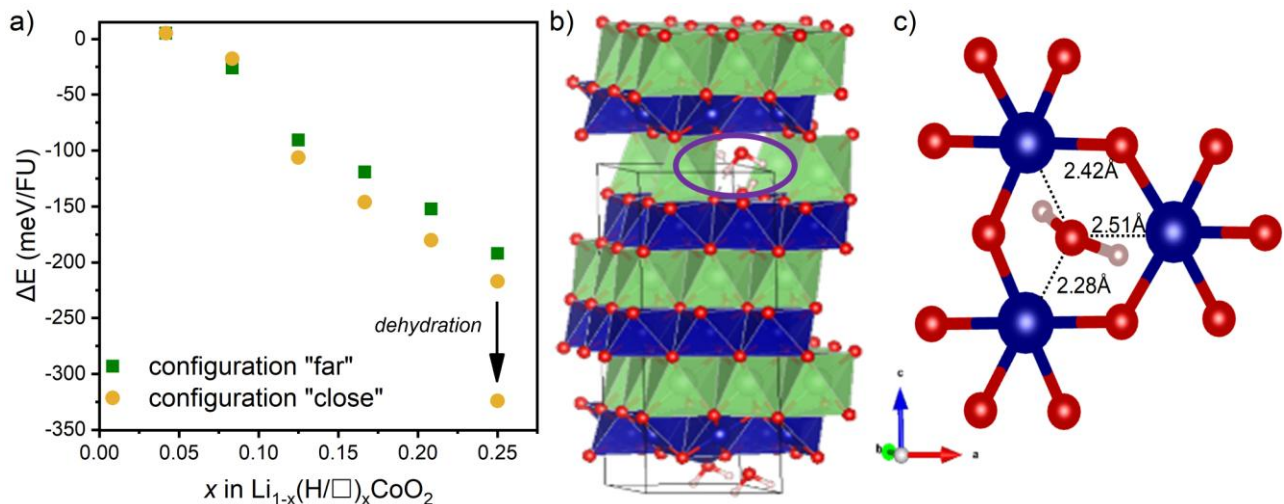 a)
0
-50
-100
-150
-200
-250
-300
-350
ΔE (meV/FU)
dehydration
configuration "far"
configuration "close"
0.00 0.05 0.10 0.15 0.20 0.25
x in Li₁₋ₓ(H/□)ₓCoO₂
b)
c)
2.42Å
2.51Å
2.28Å
c
b
a